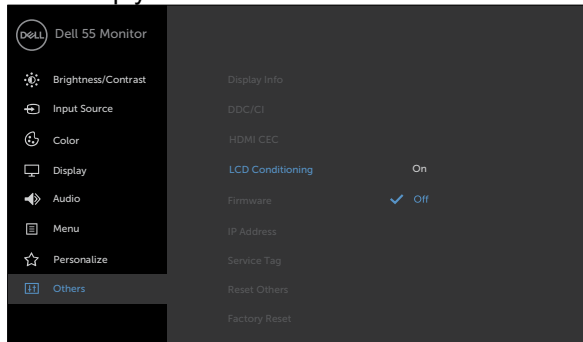 DELL Dell 55 Monitor
Brightness/Contrast
Display Info
Input Source
DDC/CI
Color
HDMI CEC
Display
LCD Conditioning On
Audio
Firmware Off
Menu
IP Address
Personalize
Service Tag
Others
Reset Others
Factory Reset